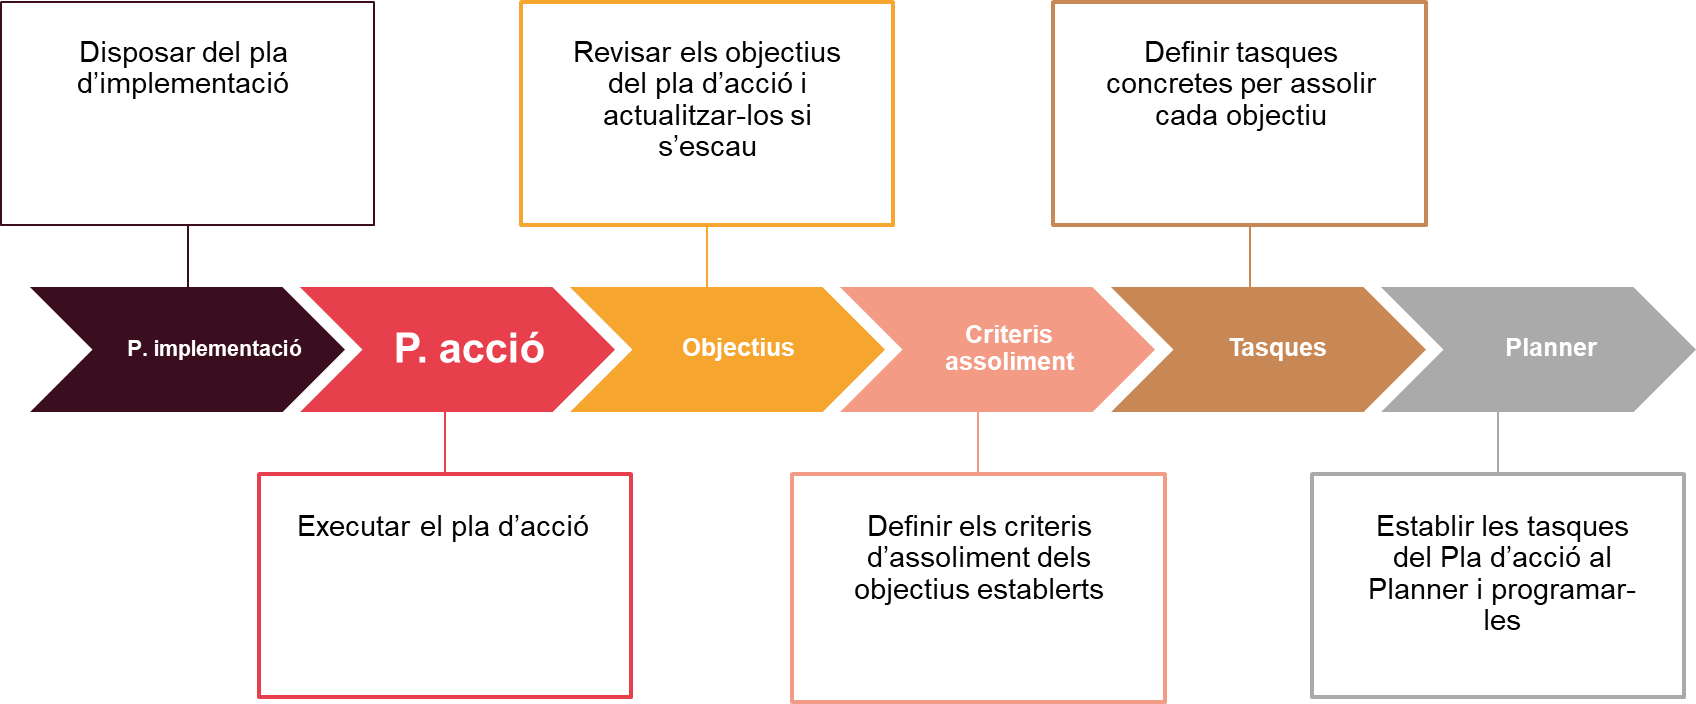 Disposar del pla
d’implementació
Revisar els objectius
del pla d’acció i
actualitzar-los si
s’escau
Definir tasques
concretes per assolir
cada objectiu
P. implementació
P. acció
Objectius
Criteris
assoliment
Tasques
Planner
Executar el pla d’acció
Definir els criteris
d’assoliment dels
objectius establerts
Establir les tasques
del Pla d’acció al
Planner i programar-
les